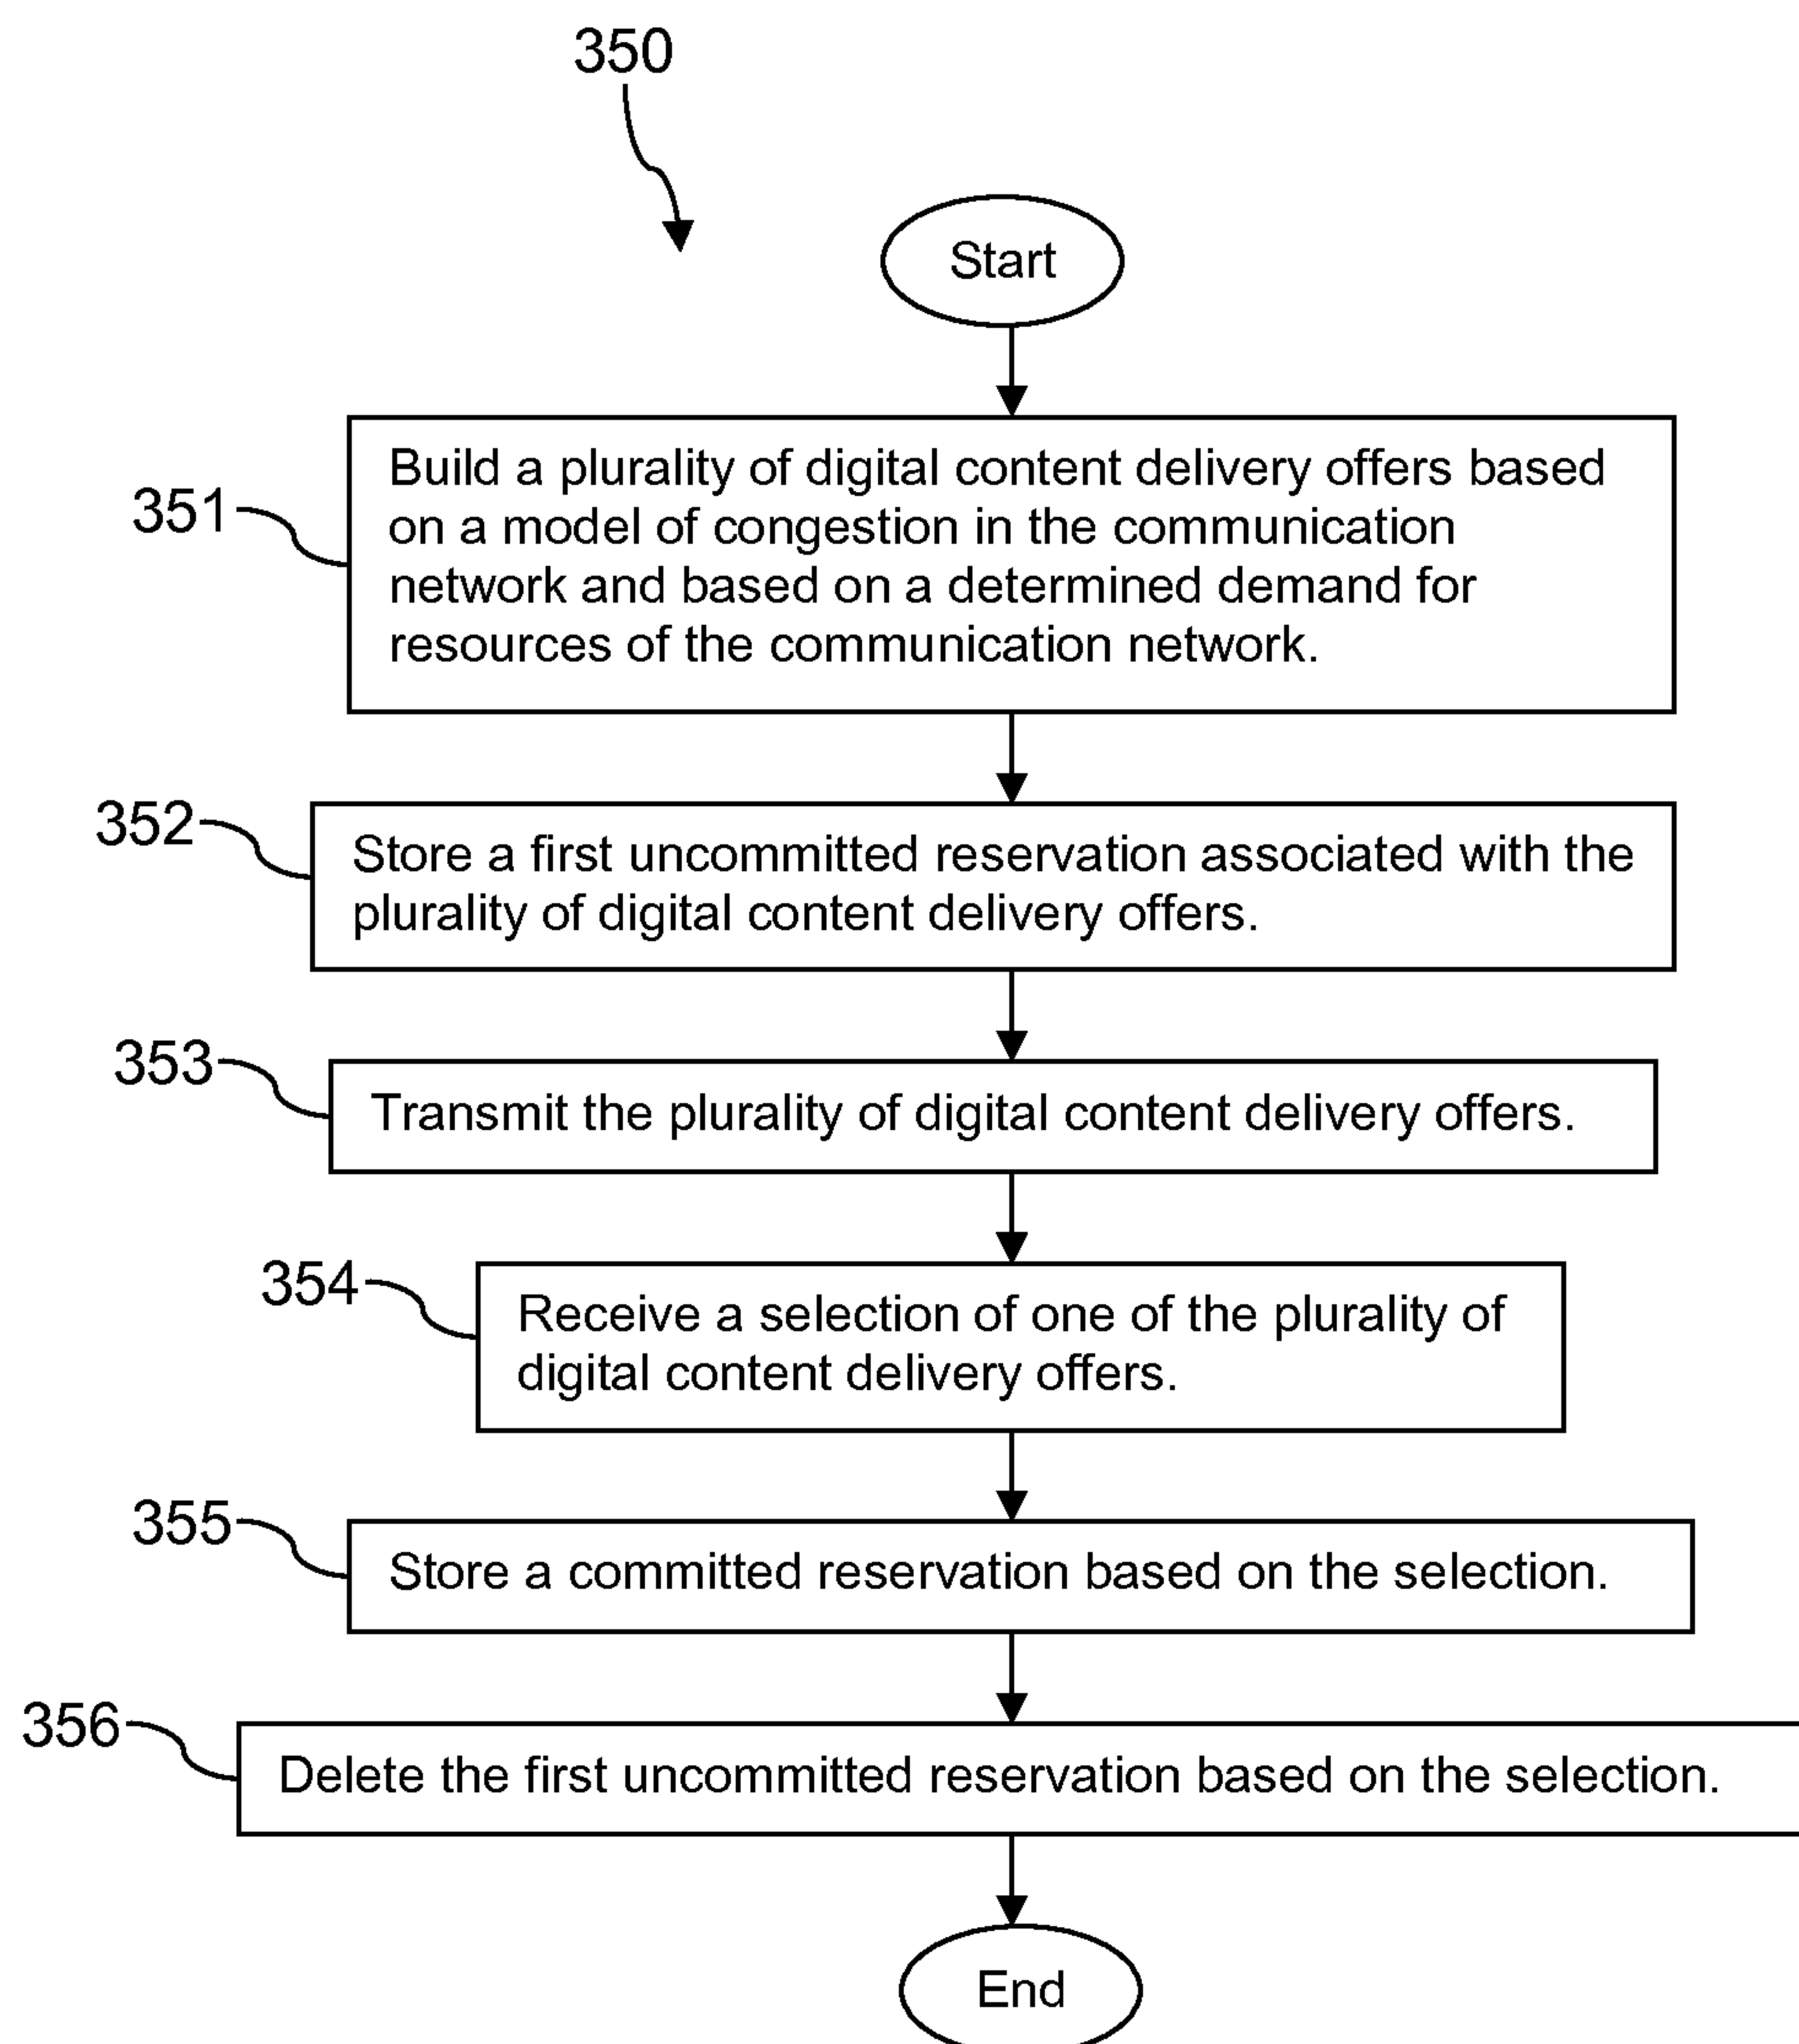 350
Start
351
Build a plurality of digital content delivery offers based
on a model of congestion in the communication
network and based on a determined demand for
resources of the communication network.
352
Store a first uncommitted reservation associated with the
plurality of digital content delivery offers.
353
Transmit the plurality of digital content delivery offers.
354
Receive a selection of one of the plurality of
digital content delivery offers.
355
Store a committed reservation based on the selection.
356
Delete the first uncommitted reservation based on the selection.
End